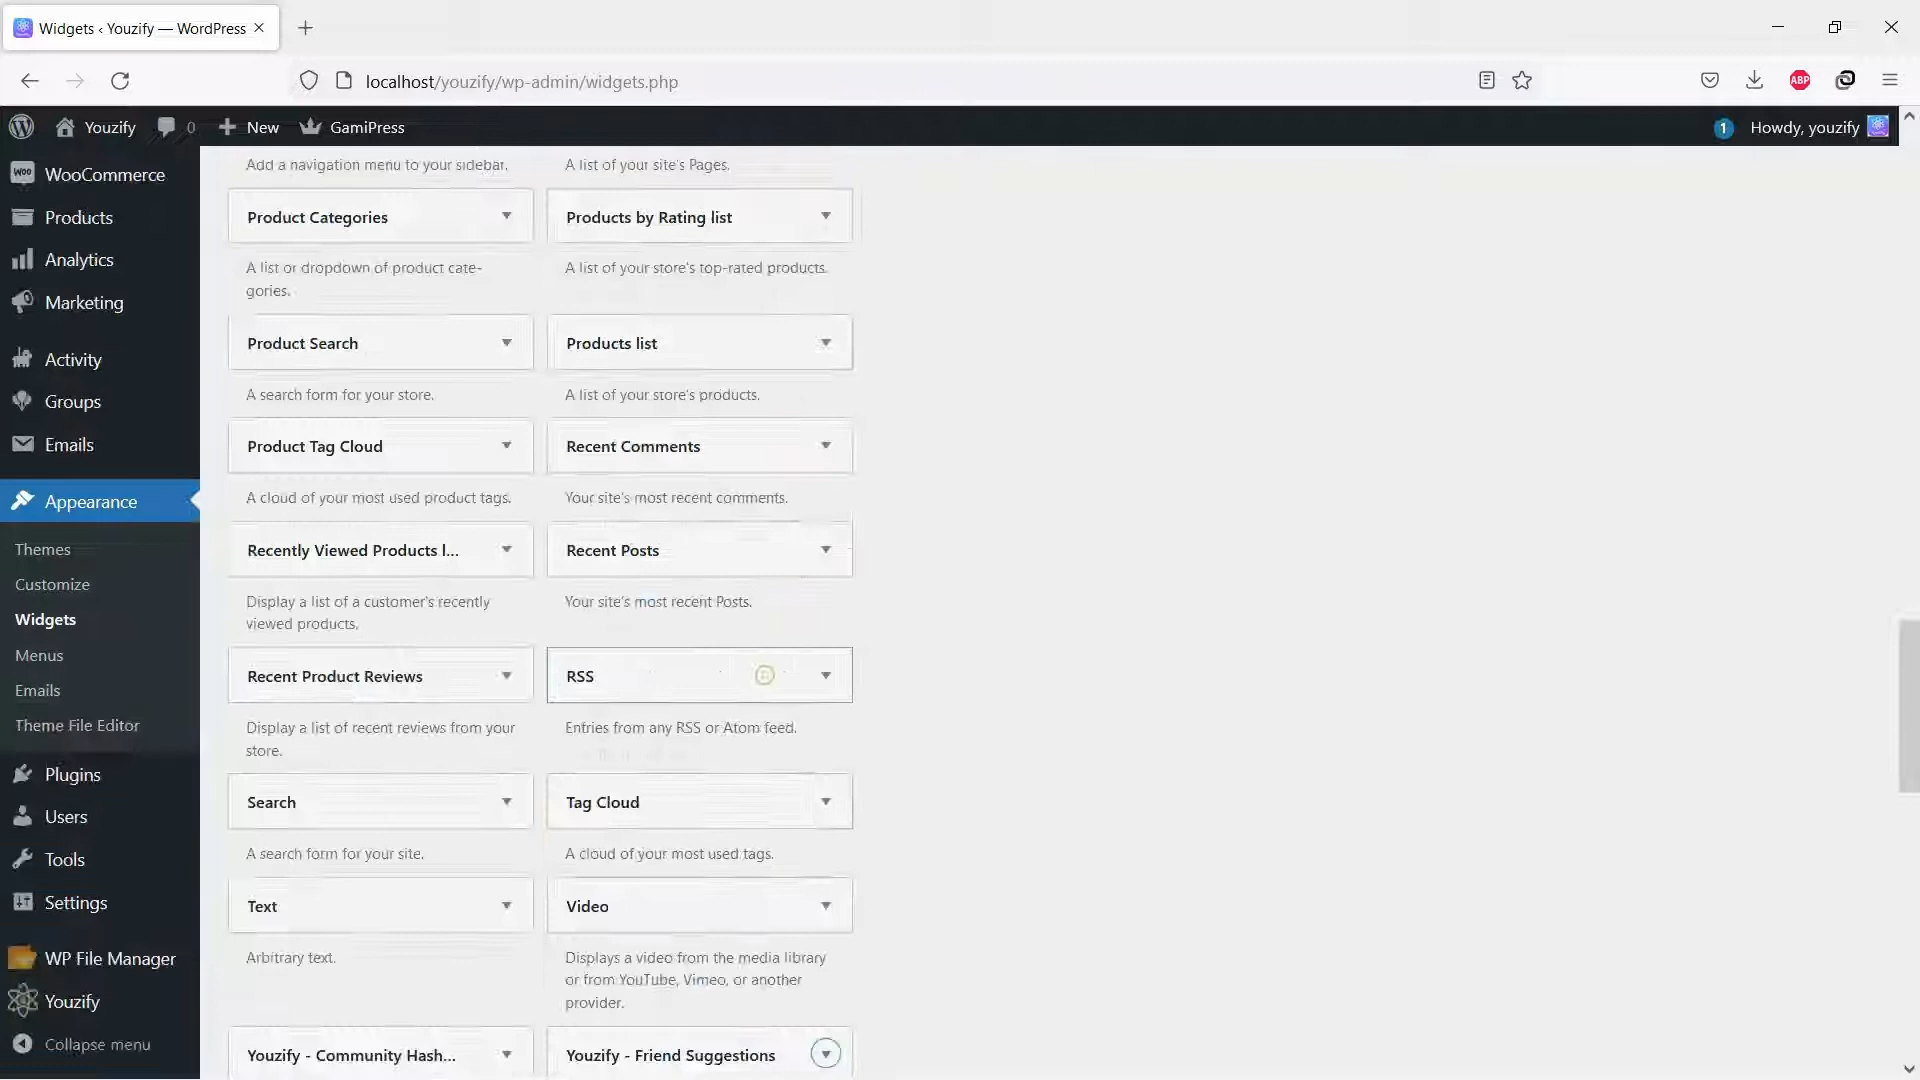 Widgets ‹ Youzify — WordPress
localhost/youzify/wp-admin/widgets.php
ABP
Youzify
0
New
GamiPress
1
Howdy, youzify
WooCommerce
Products
Analytics
Marketing
Activity
Groups
Emails
Appearance
Themes
Customize
Widgets
Menus
Emails
Theme File Editor
Plugins
Users
Tools
Settings
WP File Manager
Youzify
Collapse menu
Add a navigation menu to your sidebar.
A list of your site's Pages.
Product Categories
Products by Rating list
A list or dropdown of product cate-
gories.
A list of your store's top-rated products.
Product Search
Products list
A search form for your store.
A list of your store's products.
Product Tag Cloud
Recent Comments
A cloud of your most used product tags.
Your site's most recent comments.
Recently Viewed Products l...
Recent Posts
Display a list of a customer's recently
viewed products.
Your site's most recent Posts.
Recent Product Reviews
RSS
Display a list of recent reviews from your
store.
Entries from any RSS or Atom feed.
Search
Tag Cloud
A search form for your site.
A cloud of your most used tags.
Text
Video
Arbitrary text.
Displays a video from the media library
or from YouTube, Vimeo, or another
provider.
Youzify - Community Hash...
Youzify - Friend Suggestions